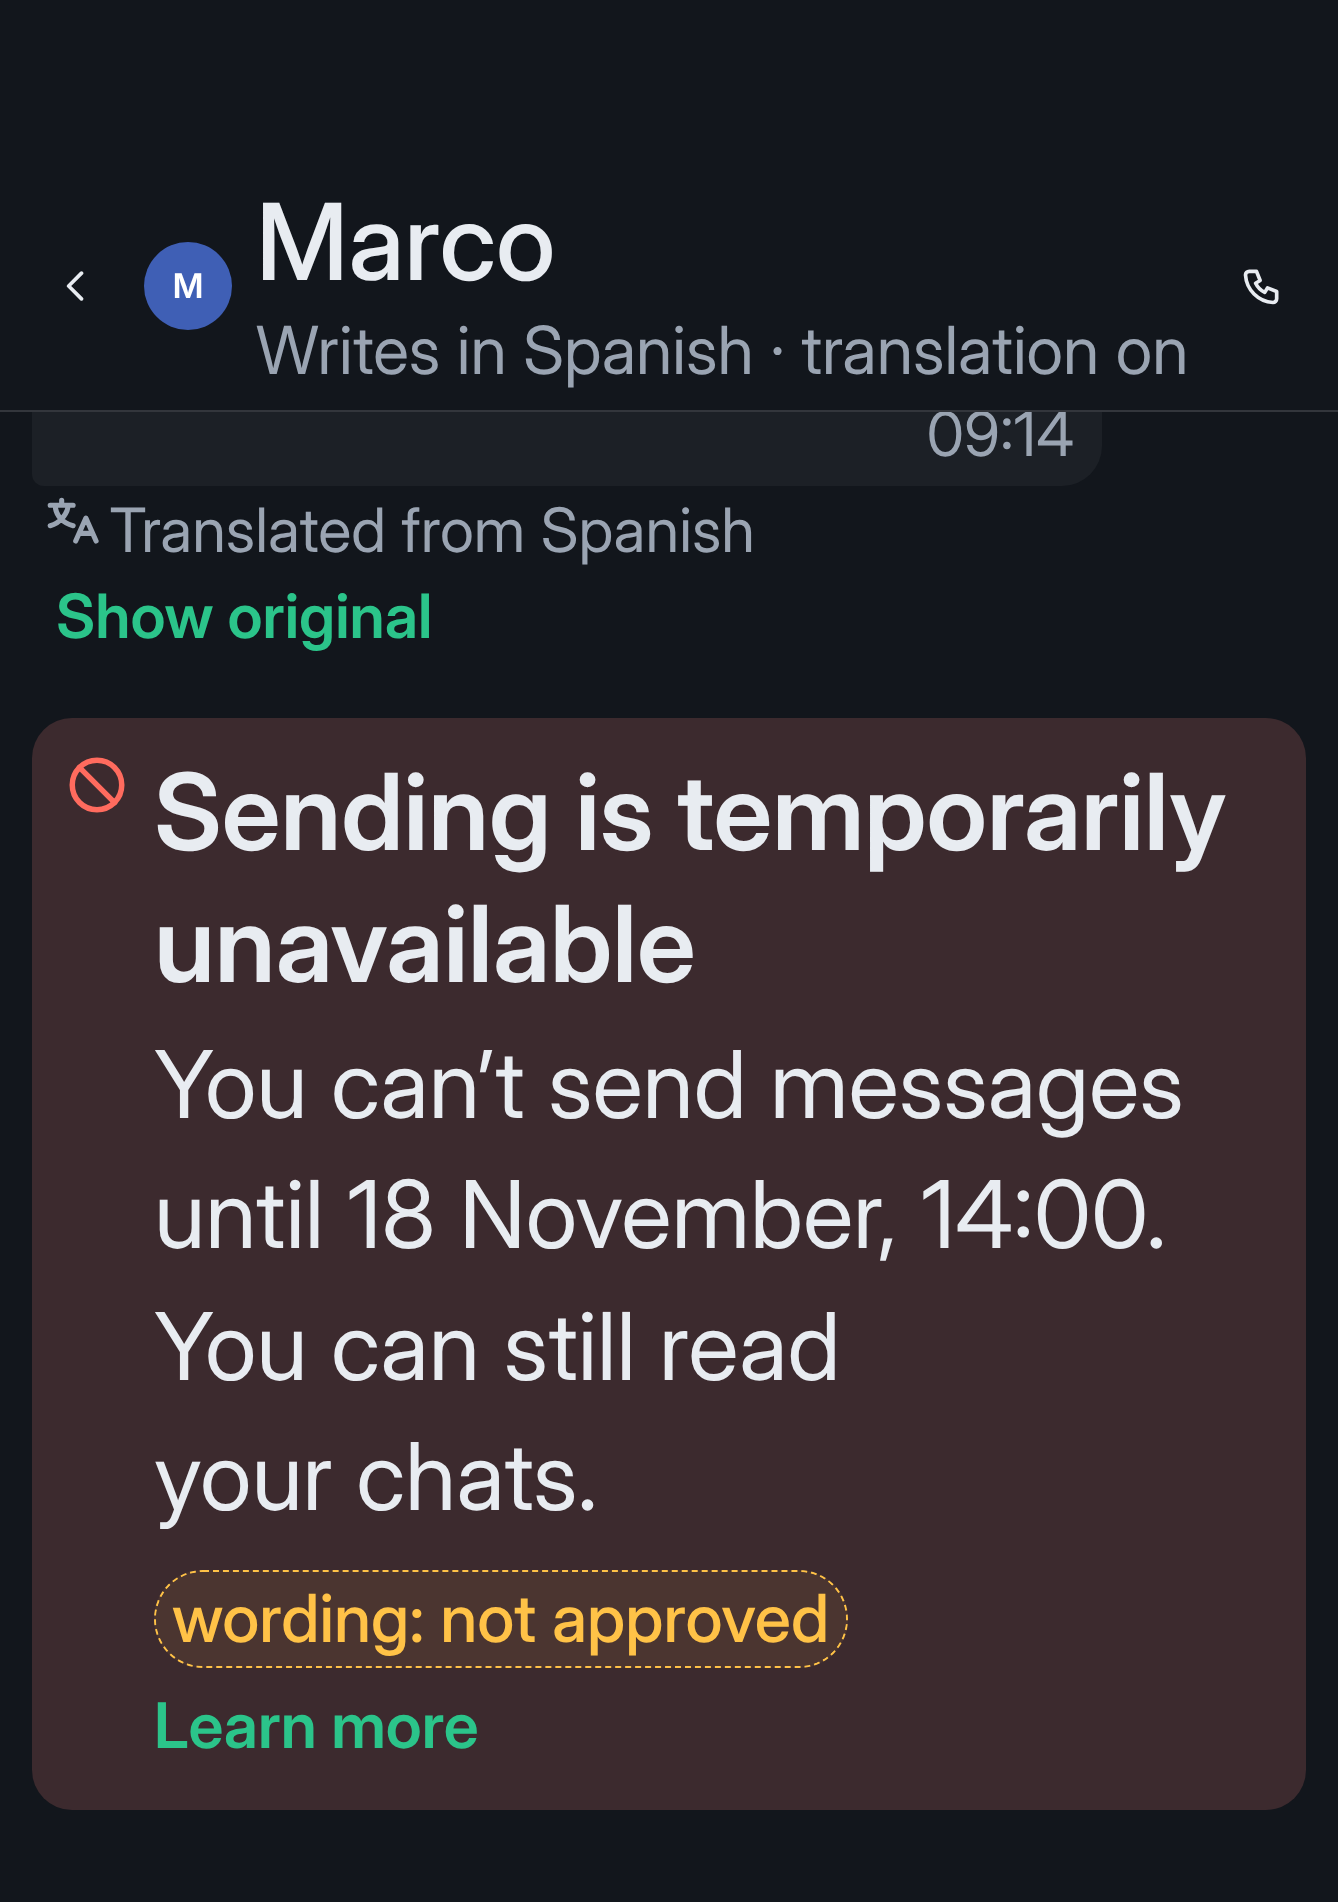 Marco
M
Writes in Spanish · translation on
09:14
Translated from Spanish
Show original
Sending is temporarily
unavailable
You can’t send messages
until 18 November, 14:00.
You can still read
your chats.
wording: not approved
Learn more